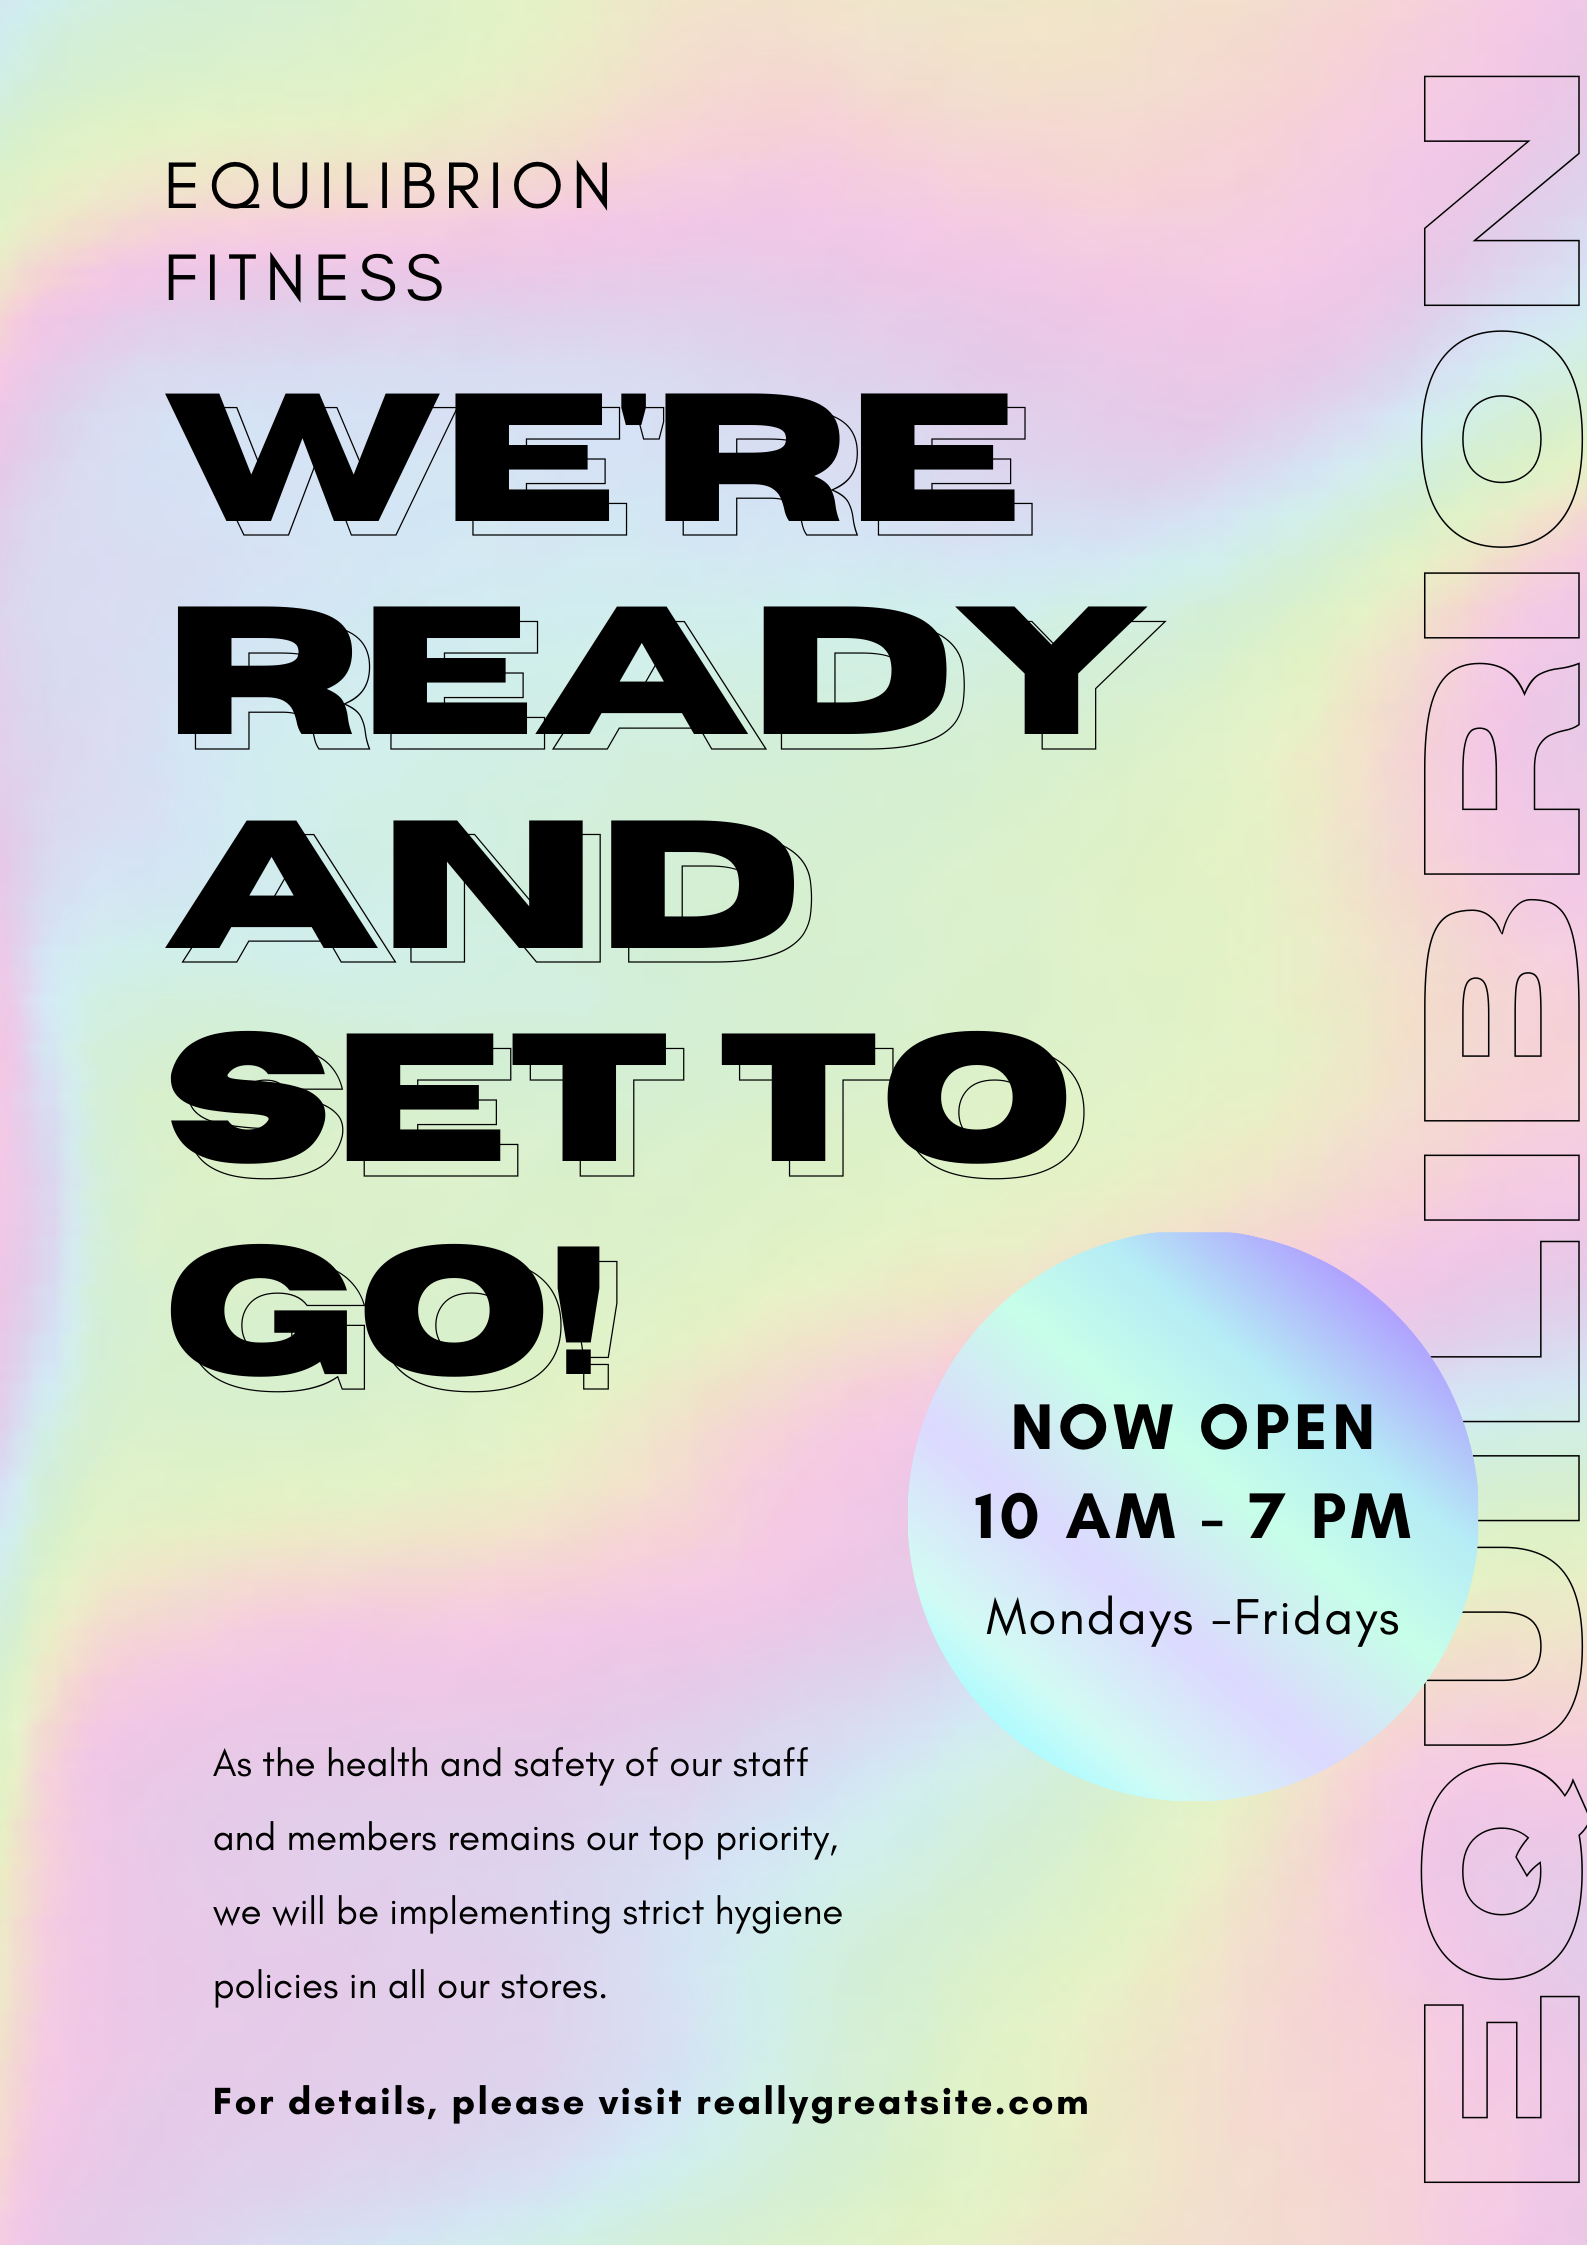 EQUILIBRION
FITNESS
WE'RE
READY
AND
SET TO
GO!
NOW OPEN
10 AM - 7 PM
Mondays -Fridays
As the health and safety of our staff
and members remains our top priority,
we will be implementing strict hygiene
policies in all our stores.
For details, please visit reallygreatsite.com
EQUILIBRION